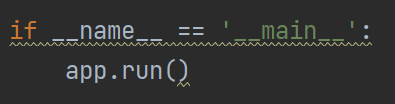 if __name__ == '__main__':
    app.run()